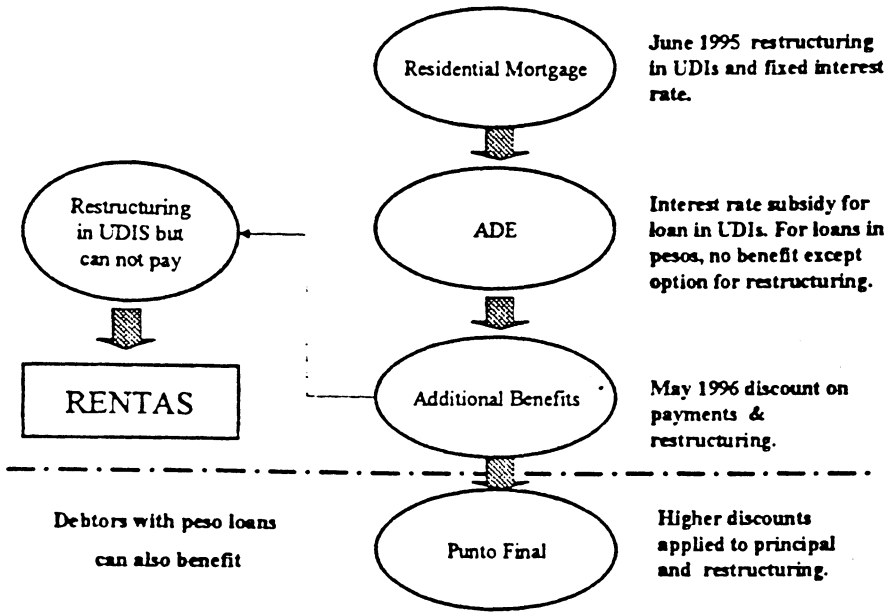 Residential Mortgage
June 1995 restructuring
in UDIs and fixed interest
rate.
Restructuring
in UDIS but
can not pay
ADE
Interest rate subsidy for
loan in UDIs. For loans in
pesos, no benefit except
option for restructuring.
RENTAS
Additional Benefits
May 1996 discount on
payments &
restructuring.
Debtors with peso loans
can also benefit
Punto Final
Higher discounts
applied to principal
and restructuring.